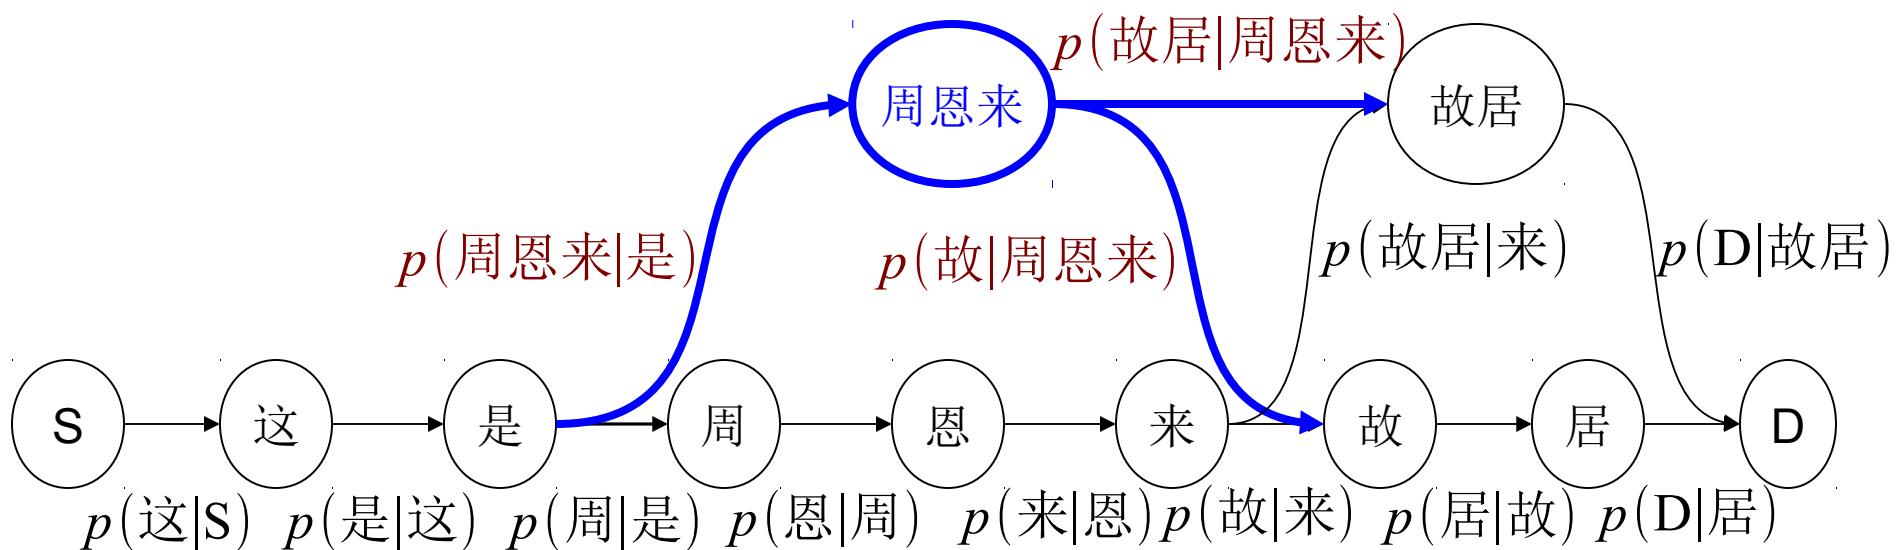 p(故居|周恩来)
周恩来
故居
p(周恩来|是)
p(故|周恩来)
p(故居|来)
p(D|故居)
S 这 是 周 恩 来 故 居 D
p(这|S) p(是|这) p(周|是) p(恩|周) p(来|恩) p(故|来) p(居|故) p(D|居)